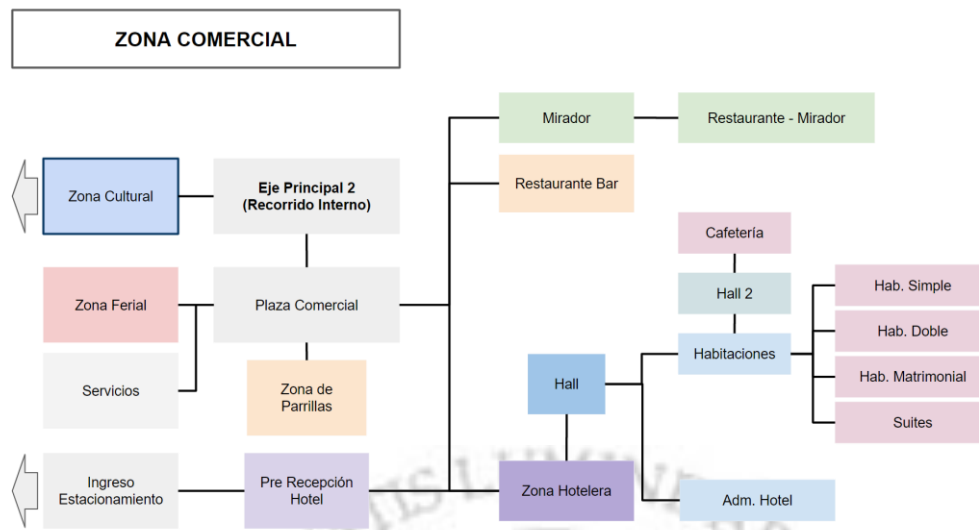 ZONA COMERCIAL
Mirador
Restaurante - Mirador
Zona Cultural
Eje Principal 2
(Recorrido Interno)
Restaurante Bar
Cafetería
Zona Ferial
Plaza Comercial
Hall 2
Hab. Simple
Hab. Doble
Servicios
Zona de
Parrillas
Hall
Habitaciones
Hab. Matrimonial
Suites
Ingreso
Estacionamiento
Pre Recepción
Hotel
Zona Hotelera
Adm. Hotel